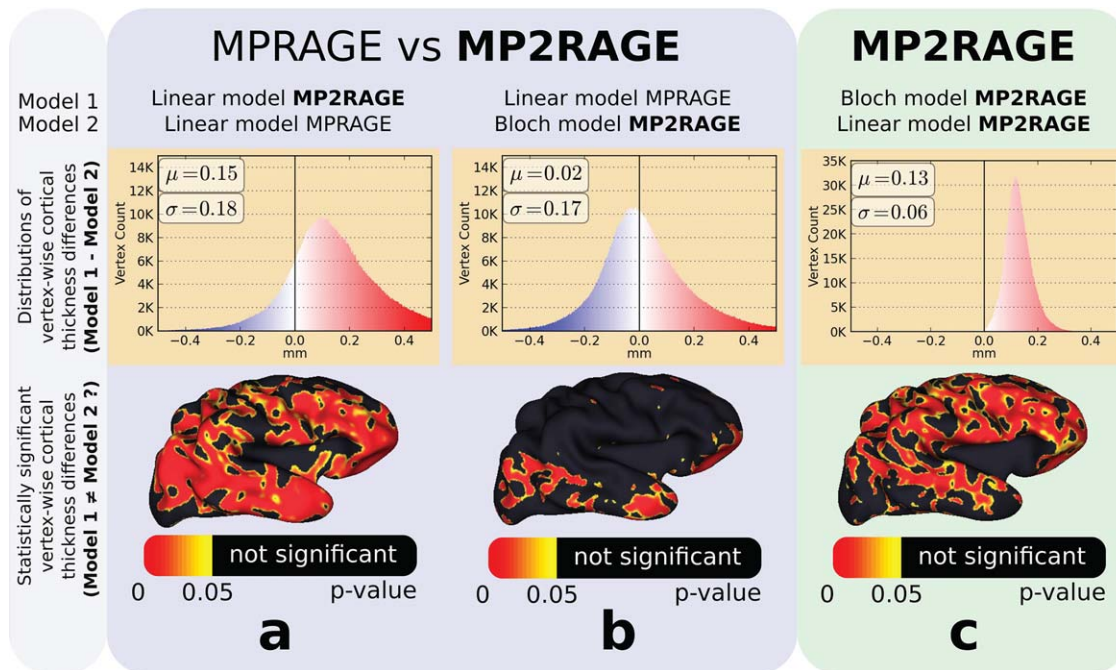 MPRAGE vs MP2RAGE
MP2RAGE
Model 1
Model 2
Linear model MP2RAGE
Linear model MPRAGE
Linear model MPRAGE
Bloch model MP2RAGE
Bloch model MP2RAGE
Linear model MP2RAGE
Distributions of
vertex-wise cortical
thickness differences
(Model 1 - Model 2)
14K
12K
10K
8K
6K
4K
2K
0K
Vertex Count
μ=0.15
σ=0.18
−0.4
−0.2
0.0
0.2
0.4
mm
14K
12K
10K
8K
6K
4K
2K
0K
Vertex Count
μ=0.02
σ=0.17
−0.4
−0.2
0.0
0.2
0.4
mm
35K
30K
25K
20K
15K
10K
5K
0K
Vertex Count
μ=0.13
σ=0.06
−0.4
−0.2
0.0
0.2
0.4
mm
Statistically significant
vertex-wise cortical
thickness differences
(Model 1 ≠ Model 2 ?)
not significant
0
0.05
p-value
not significant
0
0.05
p-value
not significant
0
0.05
p-value
a
b
c